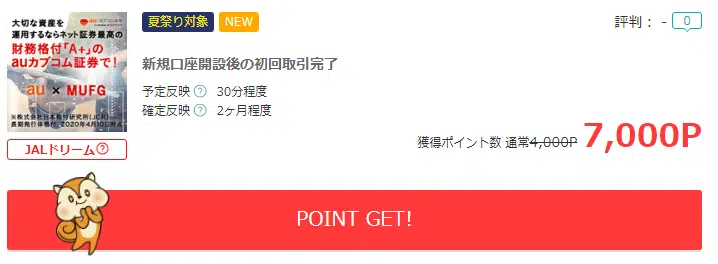 大切な資産を
運用するならネット証券最高の
財務格付「A+」の
auカブコム証券で!
au × MUFG
※株式会社日本格付研究所(JCR)
長期発行体格付、2020年4月10日時点
JALドリーム?
夏祭り対象 NEW
評判: - 0
新規口座開設後の初回取引完了
予定反映 ? 30分程度
確定反映 ? 2ヶ月程度
獲得ポイント数 通常4,000P 7,000P
POINT GET!